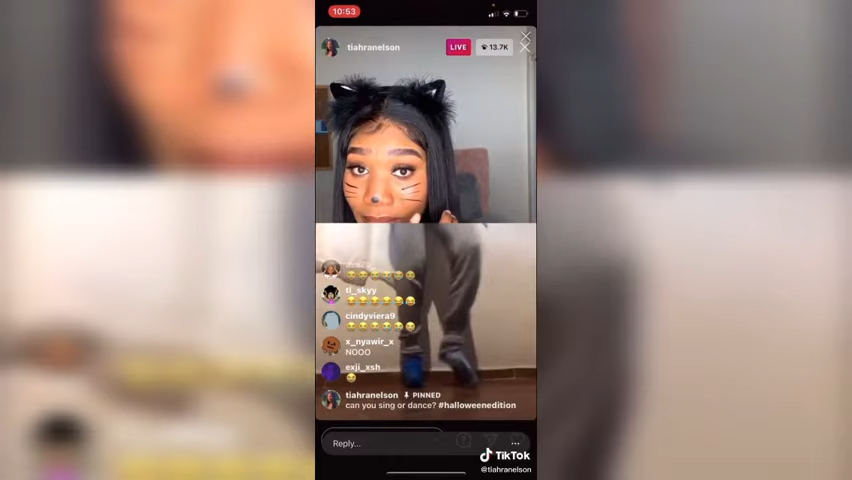 10:53
tiahranelson
LIVE
13.7K
tl_skyy
😂😂😂😂😂😂
cindyviera9
😭😭😭😭😭😭
x_nyawir_x
NOOO
exji_xsh
😭
tiahranelson PINNED
can you sing or dance? #halloweenedition
Reply...
TikTok
@tiahranelson